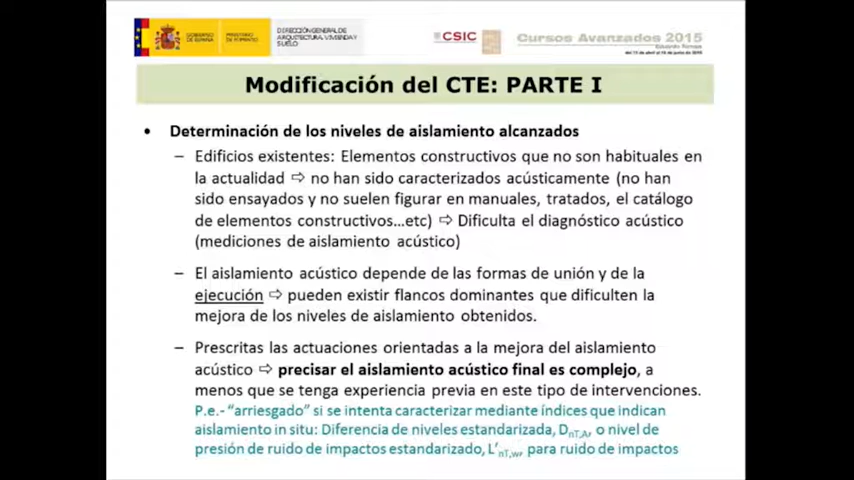 GOBIERNO DE ESPAÑA
MINISTERIO DE FOMENTO
DIRECCIÓN GENERAL DE ARQUITECTURA, VIVIENDA Y SUELO
CSIC
Cursos Avanzados 2015
Eduardo Torroja
Modificación del CTE: PARTE I
• Determinación de los niveles de aislamiento alcanzados
– Edificios existentes: Elementos constructivos que no son habituales en
la actualidad ⇨ no han sido caracterizados acústicamente (no han
sido ensayados y no suelen figurar en manuales, tratados, el catálogo
de elementos constructivos…etc) ⇨ Dificulta el diagnóstico acústico
(mediciones de aislamiento acústico)
– El aislamiento acústico depende de las formas de unión y de la
ejecución ⇨ pueden existir flancos dominantes que dificulten la
mejora de los niveles de aislamiento obtenidos.
– Prescritas las actuaciones orientadas a la mejora del aislamiento
acústico ⇨ precisar el aislamiento acústico final es complejo, a
menos que se tenga experiencia previa en este tipo de intervenciones.
P.e.- “arriesgado” si se intenta caracterizar mediante índices que indican
aislamiento in situ: Diferencia de niveles estandarizada, DnT,A, o nivel de
presión de ruido de impactos estandarizado, L’nT,w, para ruido de impactos